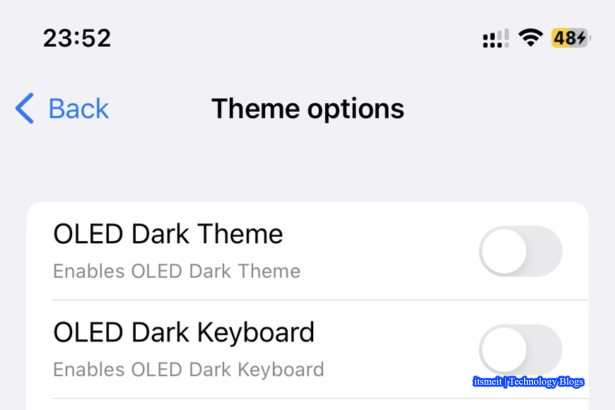 23:52
48
Back
Theme options
OLED Dark Theme
Enables OLED Dark Theme
OLED Dark Keyboard
Enables OLED Dark Keyboard
itsmeit | Technology Blogs